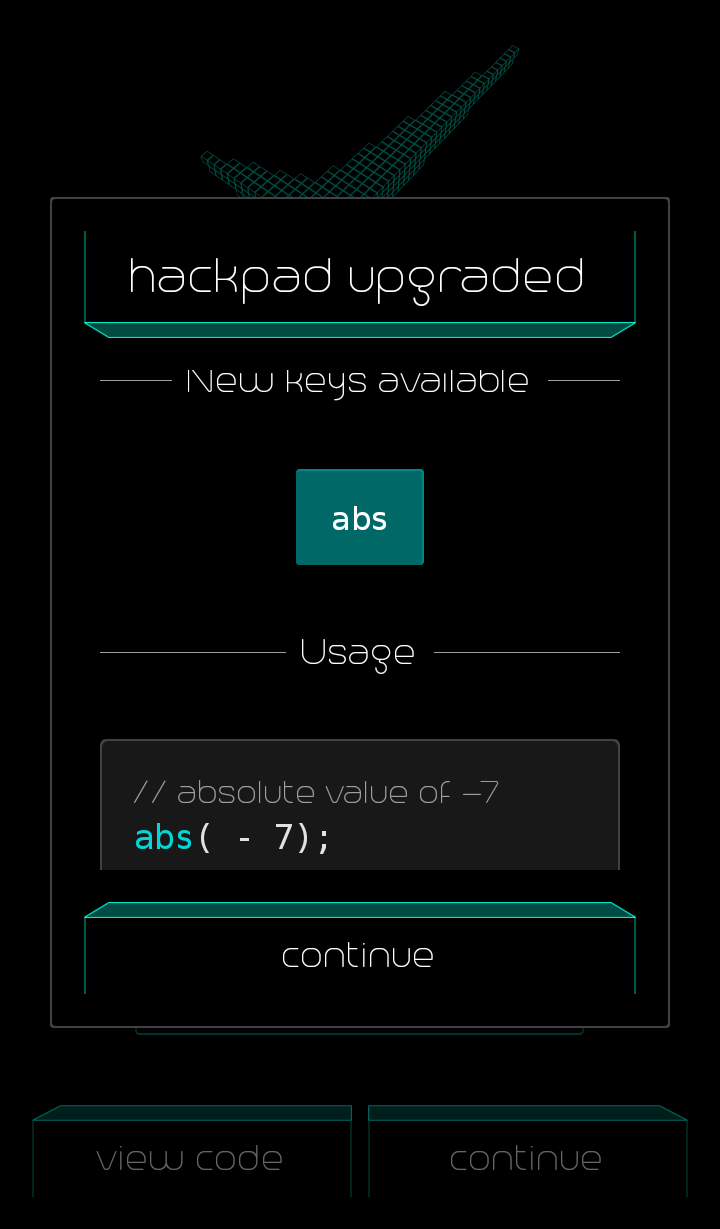 hackpad upgraded
New keys available
abs
Usage
// absolute value of -7
abs( - 7);
continue
view code
continue